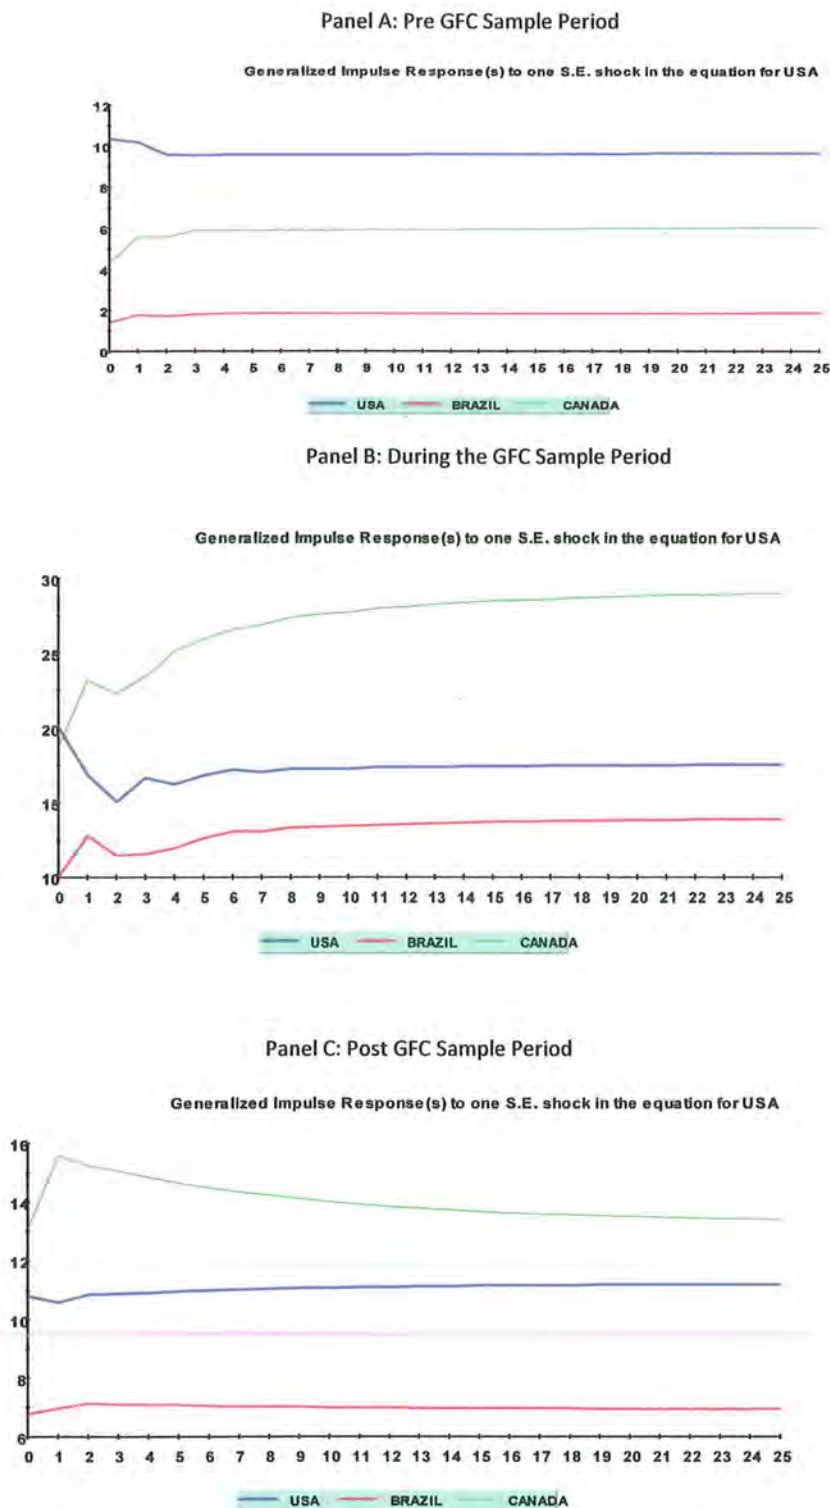 Panel A: Pre GFC Sample Period
Generalized Impulse Response(s) to one S.E. shock in the equation for USA
12
10
8
6
4
2
0
0 1 2 3 4 5 6 7 8 9 10 11 12 13 14 15 16 17 18 19 20 21 22 23 24 25
USA BRAZIL CANADA
Panel B: During the GFC Sample Period
Generalized Impulse Response(s) to one S.E. shock in the equation for USA
30
25
20
15
10
0 1 2 3 4 5 6 7 8 9 10 11 12 13 14 15 16 17 18 19 20 21 22 23 24 25
USA BRAZIL CANADA
Panel C: Post GFC Sample Period
Generalized Impulse Response(s) to one S.E. shock in the equation for USA
16
14
12
10
8
6
0 1 2 3 4 5 6 7 8 9 10 11 12 13 14 15 16 17 18 19 20 21 22 23 24 25
USA BRAZIL CANADA